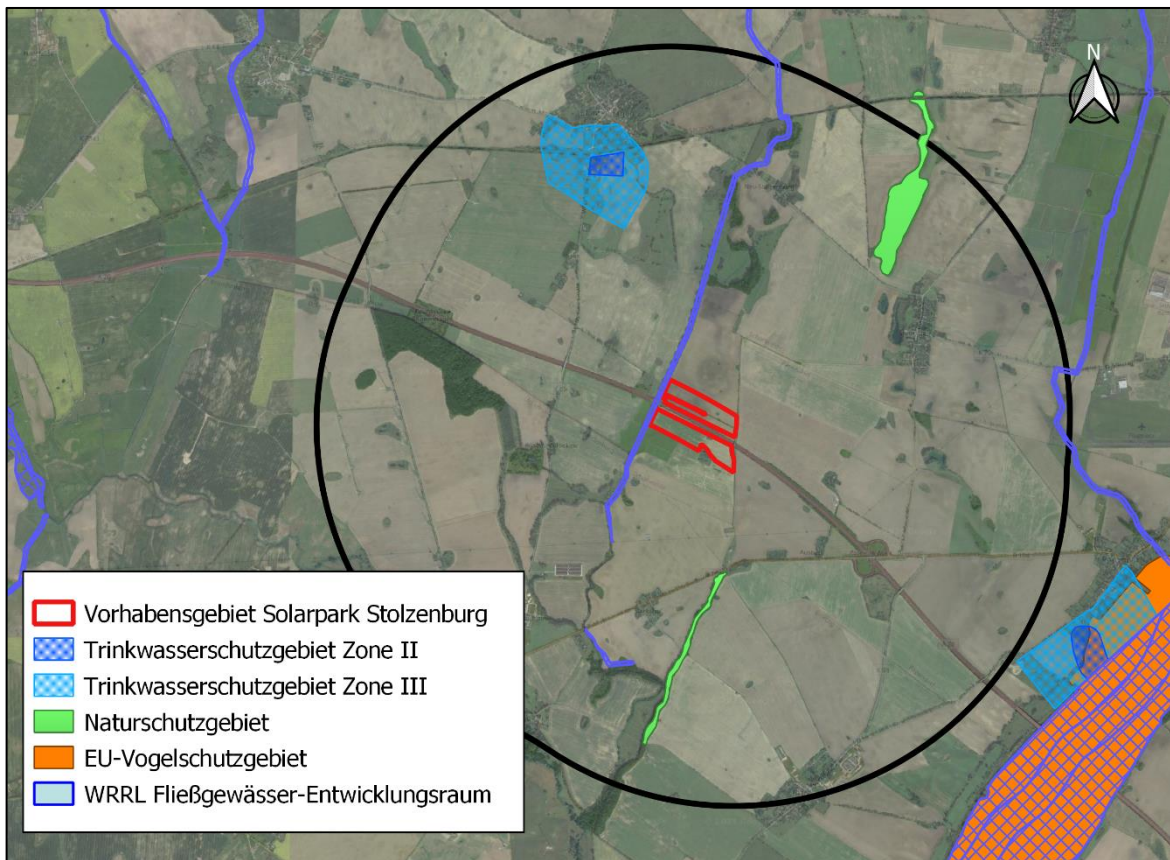 N
Vorhabensgebiet Solarpark Stolzenburg
Trinkwasserschutzgebiet Zone II
Trinkwasserschutzgebiet Zone III
Naturschutzgebiet
EU-Vogelschutzgebiet
WRRL Fließgewässer-Entwicklungsraum